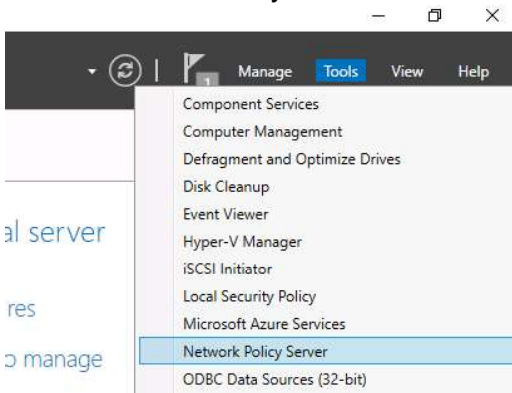 1 Manage Tools View Help
Component Services
Computer Management
Defragment and Optimize Drives
Disk Cleanup
Event Viewer
al server
Hyper-V Manager
iSCSI Initiator
Local Security Policy
res
Microsoft Azure Services
o manage
Network Policy Server
ODBC Data Sources (32-bit)